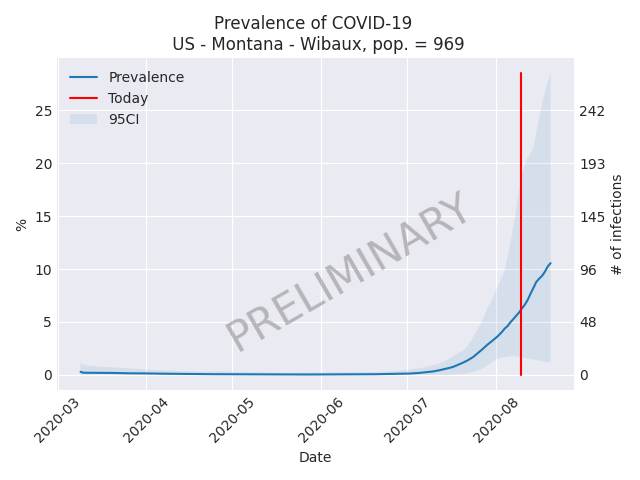 Prevalence of COVID-19
US - Montana - Wibaux, pop. = 969
Prevalence
Today
95CI
%
25
20
15
10
5
0
242
193
145
96
48
0
# of infections
PRELIMINARY
2020-03
2020-04
2020-05
2020-06
2020-07
2020-08
Date